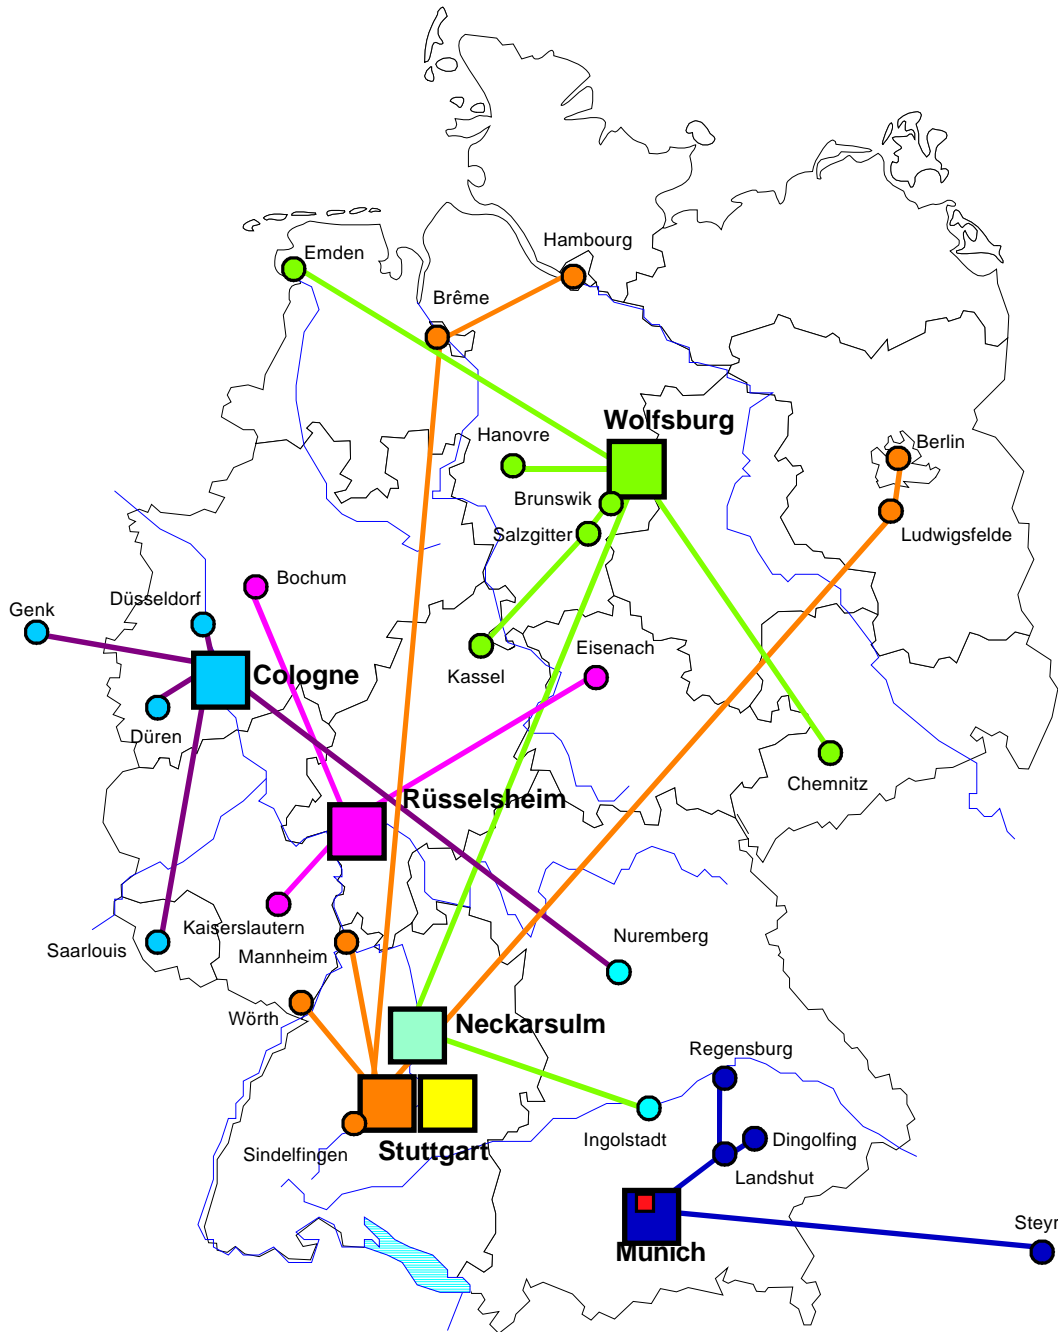 Hambourg
Emden
Brême
Wolfsburg
Hanovre
Berlin
Brunswik
Salzgitter
Ludwigsfelde
Bochum
Düsseldorf
Genk
Eisenach
Cologne
Kassel
Düren
Chemnitz
Rüsselsheim
Kaiserslautern
Nuremberg
Saarlouis
Mannheim
Wörth
Neckarsulm
Regensburg
Ingolstadt
Dingolfing
Sindelfingen
Stuttgart
Landshut
Steyr
Munich